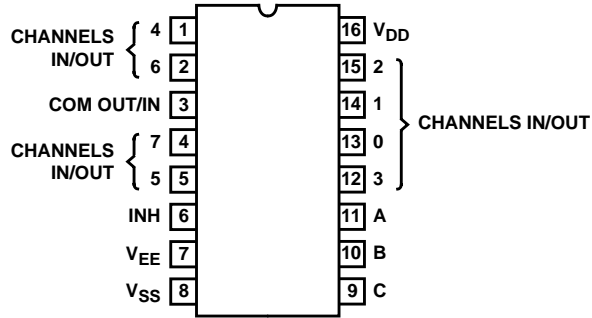 CHANNELS IN/OUT
4 1
6 2
COM OUT/IN 3
CHANNELS IN/OUT
7 4
5 5
INH 6
VEE 7
VSS 8
16 VDD
15 2
14 1
13 0
12 3
CHANNELS IN/OUT
11 A
10 B
9 C